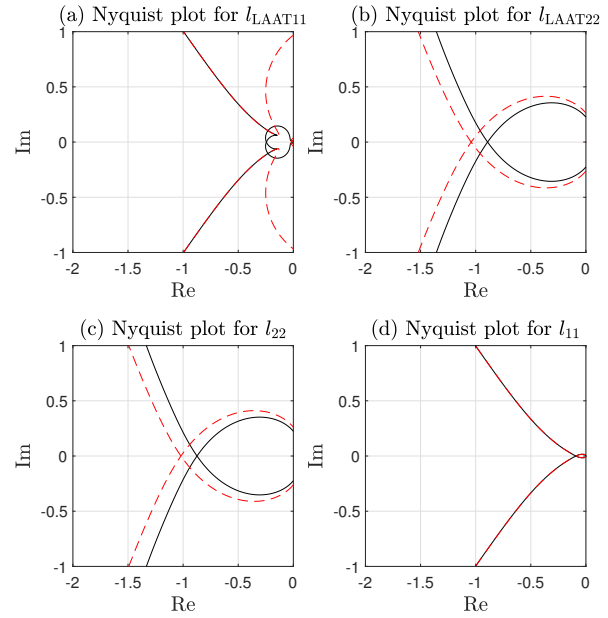 (a) Nyquist plot for lLAAT11
1
0.5
0
-0.5
-1
Im
-2 -1.5 -1 -0.5 0
Re
(b) Nyquist plot for lLAAT22
1
0.5
0
-0.5
-1
Im
-2 -1.5 -1 -0.5 0
Re
(c) Nyquist plot for l22
1
0.5
0
-0.5
-1
Im
-2 -1.5 -1 -0.5 0
Re
(d) Nyquist plot for l11
1
0.5
0
-0.5
-1
Im
-2 -1.5 -1 -0.5 0
Re